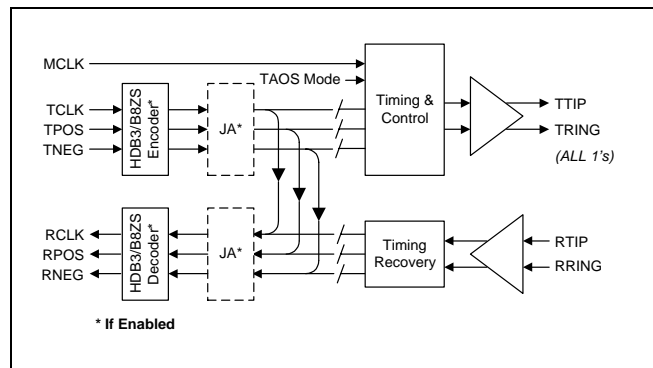 MCLK
TAOS Mode
TCLK
TPOS
TNEG
HDB3/B8ZS
Encoder*
JA*
Timing &
Control
TTIP
TRING
(ALL 1's)
RCLK
RPOS
RNEG
HDB3/B8ZS
Decoder*
JA*
Timing
Recovery
RTIP
RRING
* If Enabled